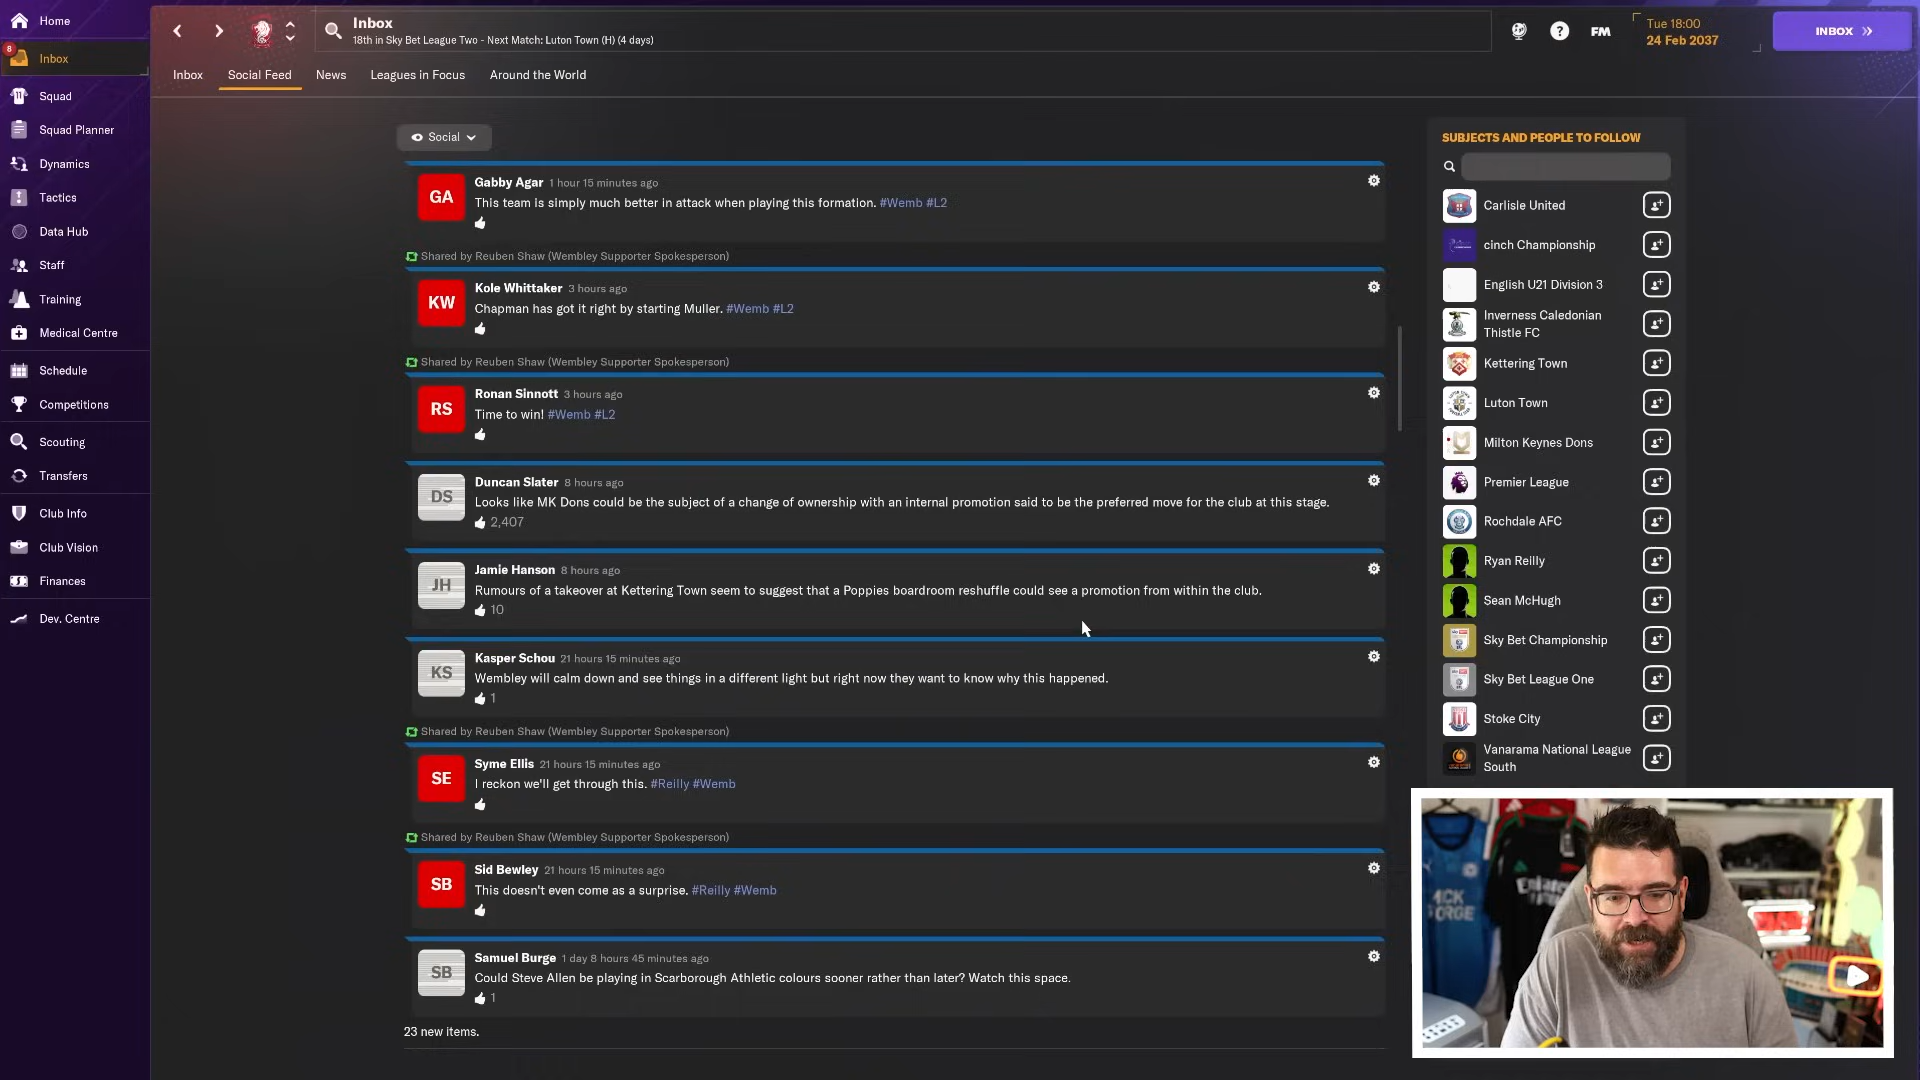 Home
8
Inbox
Squad
Squad Planner
Dynamics
Tactics
Data Hub
Staff
Training
Medical Centre
Schedule
Competitions
Scouting
Transfers
Club Info
Club Vision
Finances
Dev. Centre
Inbox
18th in Sky Bet League Two - Next Match: Luton Town (H) (4 days)
?
FM
Tue 18:00
24 Feb 2037
INBOX
Inbox
Social Feed
News
Leagues in Focus
Around the World
Social
GA
Gabby Agar 1 hour 15 minutes ago
This team is simply much better in attack when playing this formation. #Wemb #L2
Shared by Reuben Shaw (Wembley Supporter Spokesperson)
KW
Kole Whittaker 3 hours ago
Chapman has got it right by starting Muller. #Wemb #L2
Shared by Reuben Shaw (Wembley Supporter Spokesperson)
RS
Ronan Sinnott 3 hours ago
Time to win! #Wemb #L2
DS
Duncan Slater 8 hours ago
Looks like MK Dons could be the subject of a change of ownership with an internal promotion said to be the preferred move for the club at this stage.
2,407
JH
Jamie Hanson 8 hours ago
Rumours of a takeover at Kettering Town seem to suggest that a Poppies boardroom reshuffle could see a promotion from within the club.
10
KS
Kasper Schou 21 hours 15 minutes ago
Wembley will calm down and see things in a different light but right now they want to know why this happened.
1
Shared by Reuben Shaw (Wembley Supporter Spokesperson)
SE
Syme Ellis 21 hours 15 minutes ago
I reckon we'll get through this. #Reilly #Wemb
Shared by Reuben Shaw (Wembley Supporter Spokesperson)
SB
Sid Bewley 21 hours 15 minutes ago
This doesn't even come as a surprise. #Reilly #Wemb
SB
Samuel Burge 1 day 8 hours 45 minutes ago
Could Steve Allen be playing in Scarborough Athletic colours sooner rather than later? Watch this space.
1
23 new items.
SUBJECTS AND PEOPLE TO FOLLOW
Carlisle United
cinch Championship
English U21 Division 3
Inverness Caledonian
Thistle FC
Kettering Town
Luton Town
Milton Keynes Dons
Premier League
Rochdale AFC
Ryan Reilly
Sean McHugh
Sky Bet Championship
Sky Bet League One
Stoke City
Vanarama National League
South